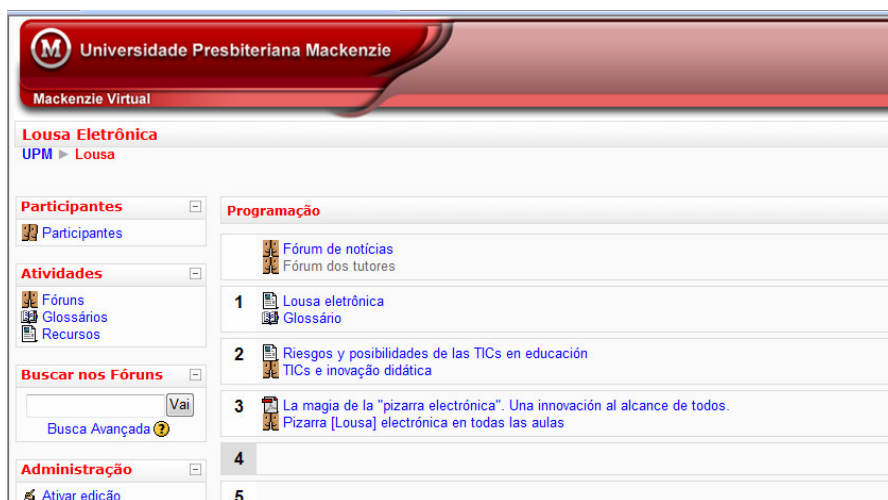 M Universidade Presbiteriana Mackenzie
Mackenzie Virtual
Lousa Eletrônica
UPM ► Lousa
Participantes
Participantes
Atividades
Fóruns
Glossários
Recursos
Buscar nos Fóruns
Vai
Busca Avançada ?
Administração
Ativar edição
Programação
Fórum de notícias
Fórum dos tutores
1 Lousa eletrônica
Glossário
2 Riesgos y posibilidades de las TICs en educación
TICs e inovação didática
3 La magia de la "pizarra electrónica". Una innovación al alcance de todos.
Pizarra [Lousa] electrónica en todas las aulas
4
5